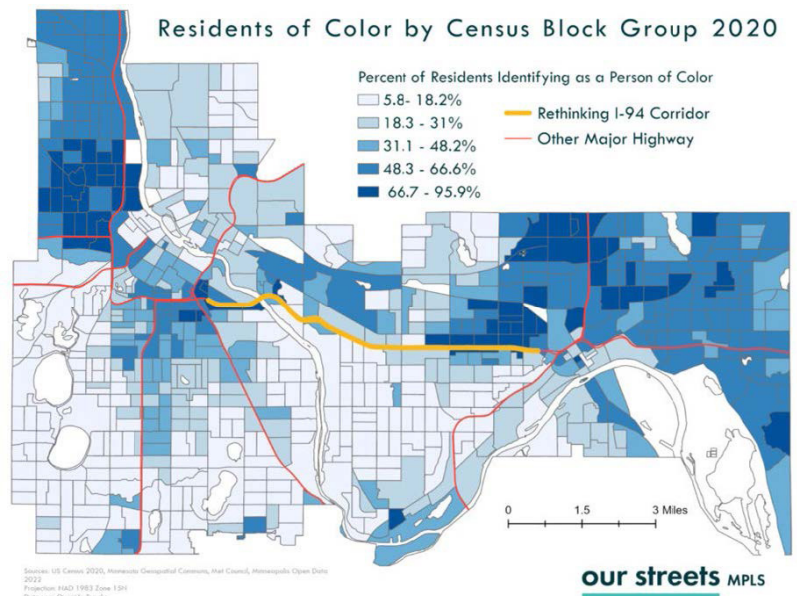 Residents of Color by Census Block Group 2020
Percent of Residents Identifying as a Person of Color
5.8- 18.2%
18.3 - 31%
31.1 - 48.2%
48.3 - 66.6%
66.7 - 95.9%
Rethinking I-94 Corridor
Other Major Highway
0 1.5 3 Miles
Sources: US Census 2020, Minnesota Geospatial Commons, Met Council, Minneapolis Open Data
2022
Projection: NAD 1983 Zone 15N
our streets MPLS